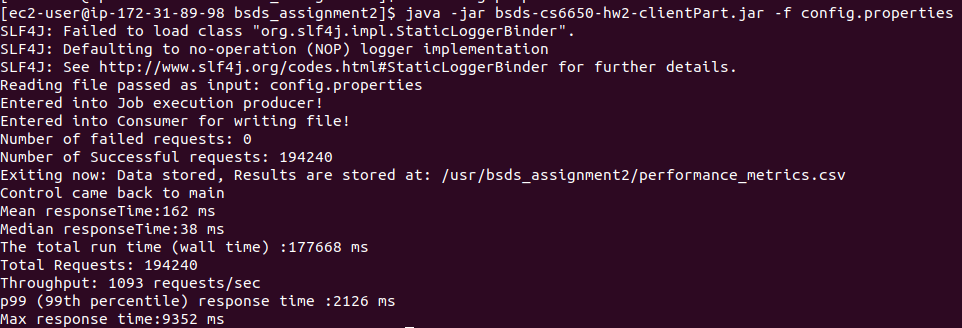 [ec2-user@ip-172-31-89-98 bsds_assignment2]$ java -jar bsds-cs6650-hw2-clientPart.jar -f config.properties
SLF4J: Failed to load class "org.slf4j.impl.StaticLoggerBinder".
SLF4J: Defaulting to no-operation (NOP) logger implementation
SLF4J: See http://www.slf4j.org/codes.html#StaticLoggerBinder for further details.
Reading file passed as input: config.properties
Entered into Job execution producer!
Entered into Consumer for writing file!
Number of failed requests: 0
Number of Successful requests: 194240
Exiting now: Data stored, Results are stored at: /usr/bsds_assignment2/performance_metrics.csv
Control came back to main
Mean responseTime:162 ms
Median responseTime:38 ms
The total run time (wall time) :177668 ms
Total Requests: 194240
Throughput: 1093 requests/sec
p99 (99th percentile) response time :2126 ms
Max response time:9352 ms